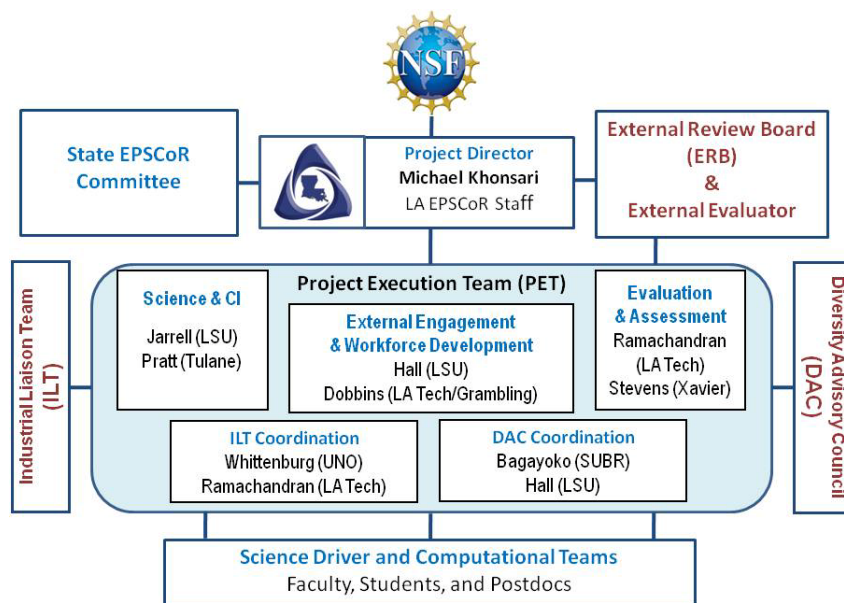 NSF
State EPSCoR
Committee
Project Director
Michael Khonsari
LA EPSCoR Staff
External Review Board
(ERB)
&
External Evaluator
Industrial Liaison Team
(ILT)
Project Execution Team (PET)
Science & CI
Jarrell (LSU)
Pratt (Tulane)
External Engagement
& Workforce Development
Hall (LSU)
Dobbins (LA Tech/Grambling)
Evaluation
& Assessment
Ramachandran
(LA Tech)
Stevens (Xavier)
ILT Coordination
Whittenburg (UNO)
Ramachandran (LA Tech)
DAC Coordination
Bagayoko (SUBR)
Hall (LSU)
Diversity Advisory Council
(DAC)
Science Driver and Computational Teams
Faculty, Students, and Postdocs